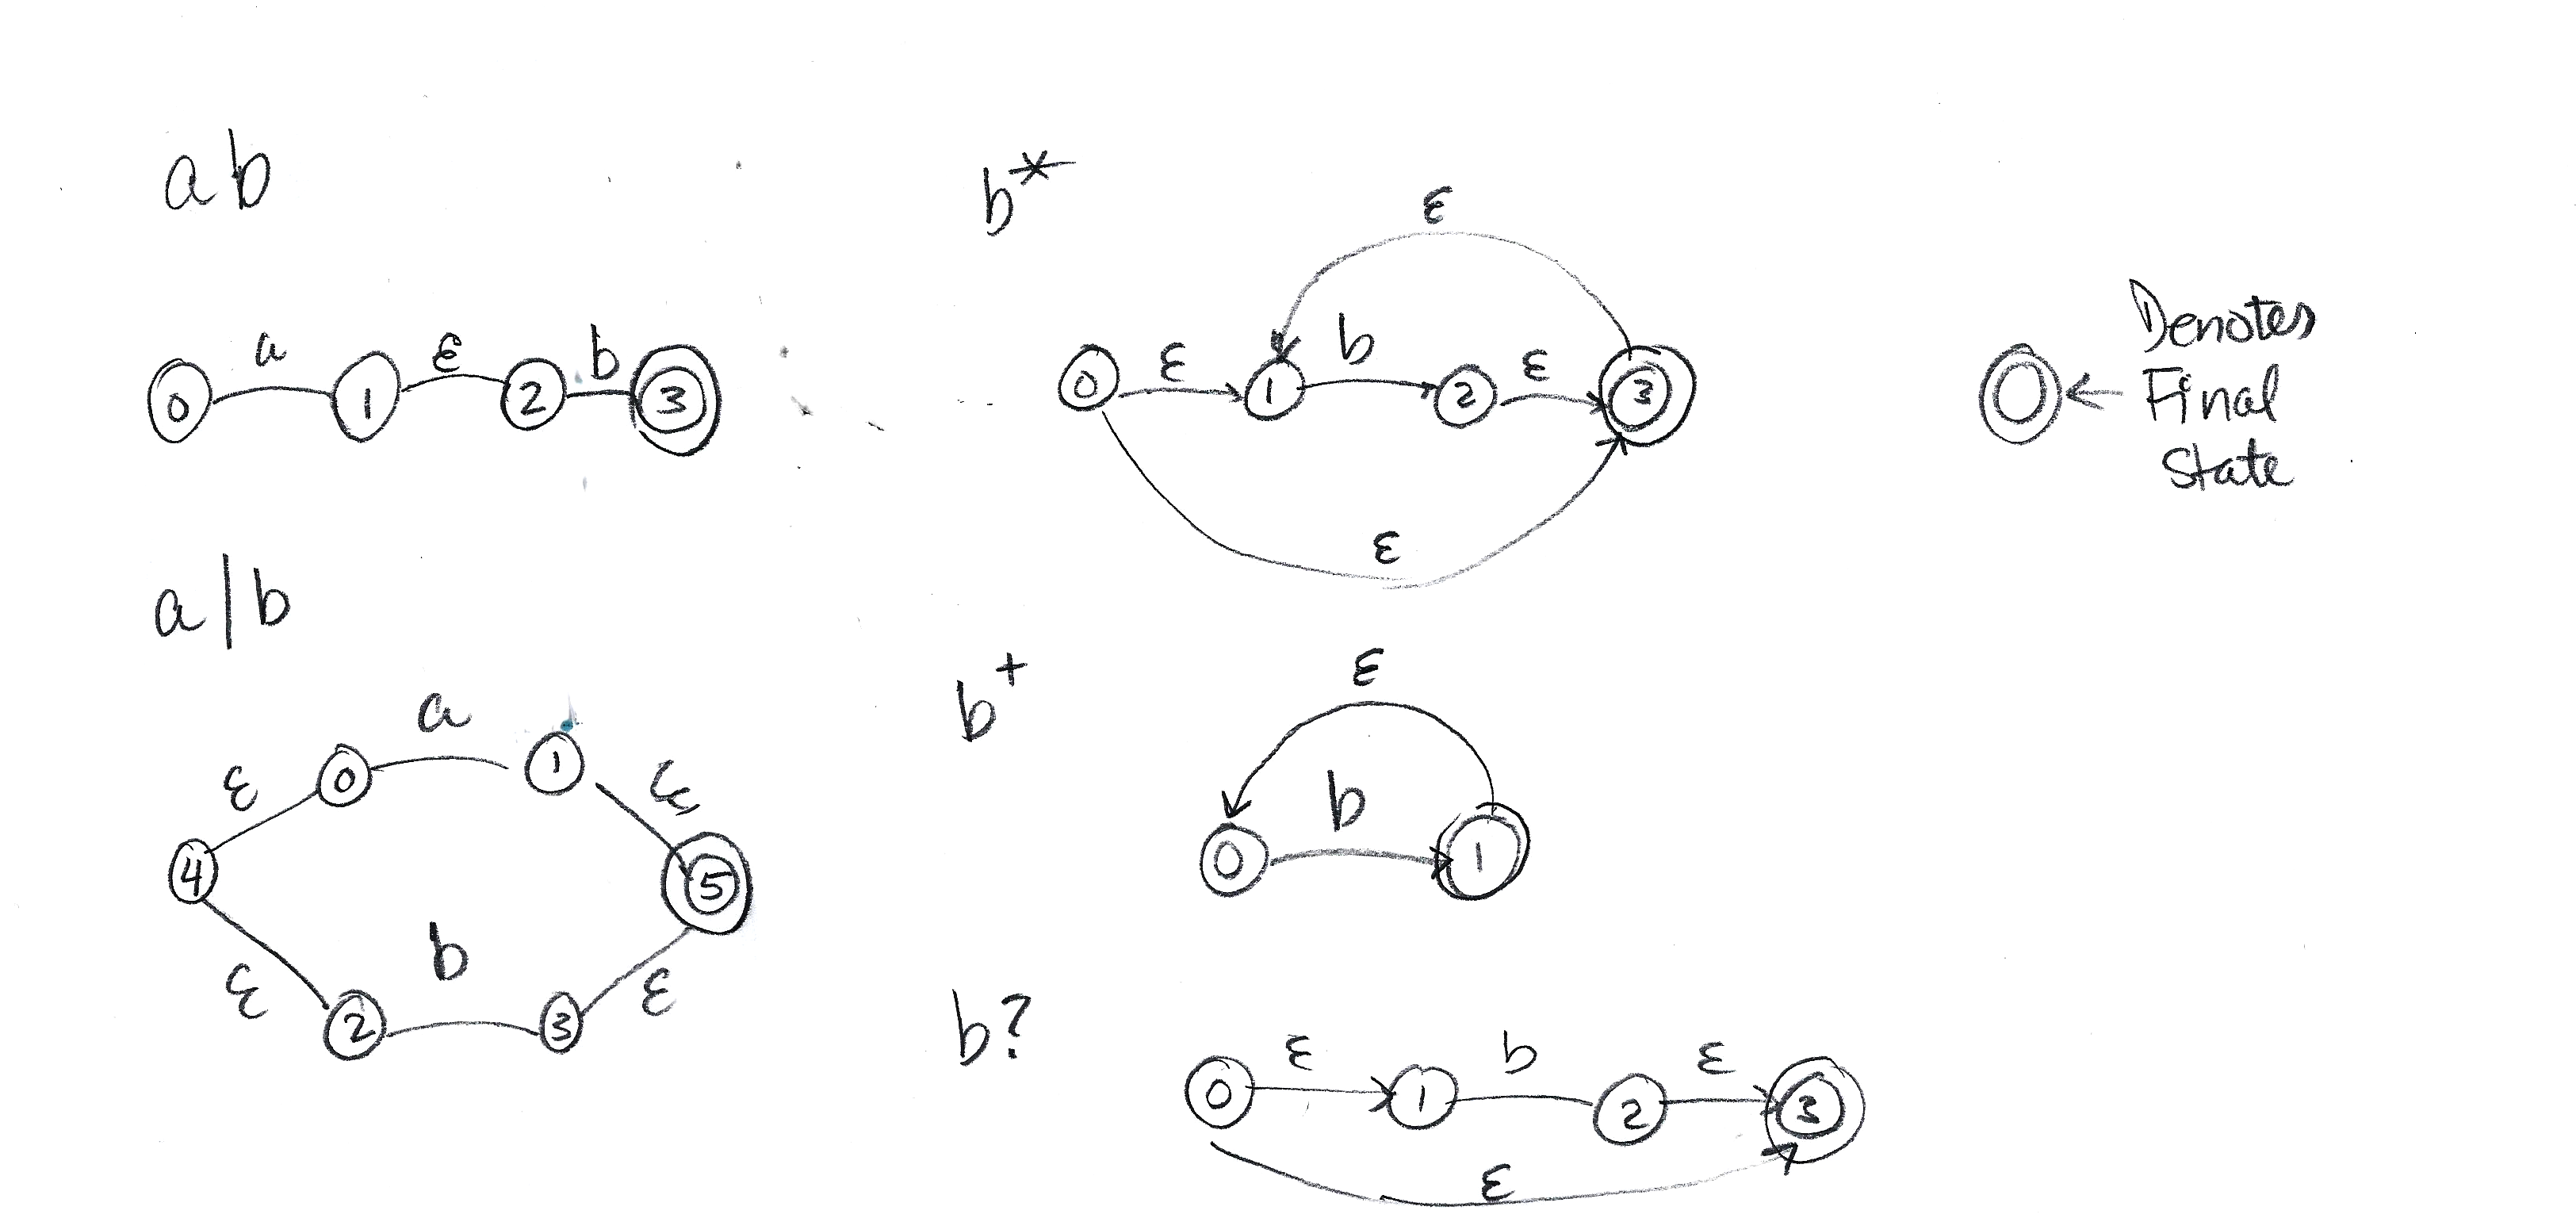 ab
a ε b
0 1 2 3
a|b
a
ε 0 1 ε
4 5
b
ε 2 3 ε
b*
ε
ε b ε
0 1 2 3
ε
b+
ε
b
0 1
b?
ε b ε
0 1 2 3
ε
Denotes
← Final
State